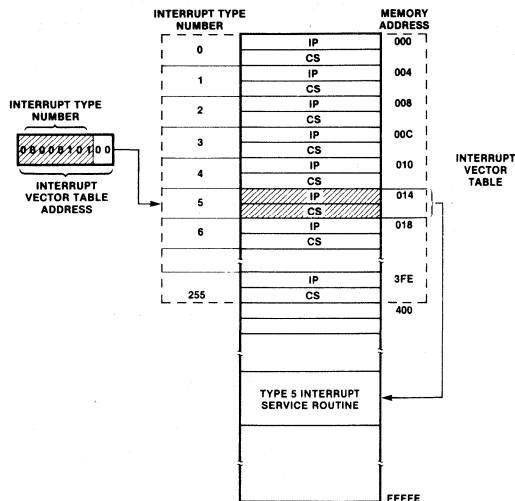 INTERRUPT TYPE
NUMBER
MEMORY
ADDRESS
0
IP
000
CS
1
IP
004
CS
2
IP
008
CS
3
IP
00C
CS
4
IP
010
CS
5
IP
014
CS
6
IP
018
CS
IP
3FE
255
CS
400
INTERRUPT TYPE
NUMBER
0 0 0 0 0 1 0 1 0 0
INTERRUPT
VECTOR TABLE
ADDRESS
INTERRUPT
VECTOR
TABLE
TYPE 5 INTERRUPT
SERVICE ROUTINE
FFFFE